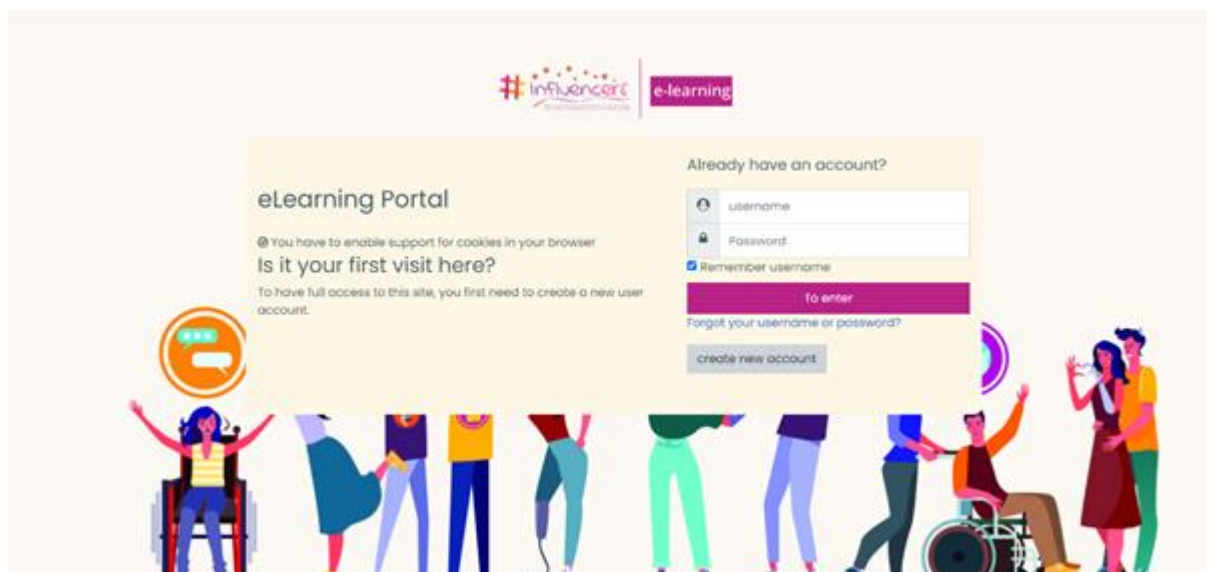 #influencers
e-learning
eLearning Portal
You have to enable support for cookies in your browser
Is it your first visit here?
To have full access to this site, you first need to create a new user
account.
Already have an account?
username
Password
Remember username
To enter
Forgot your username or password?
create new account